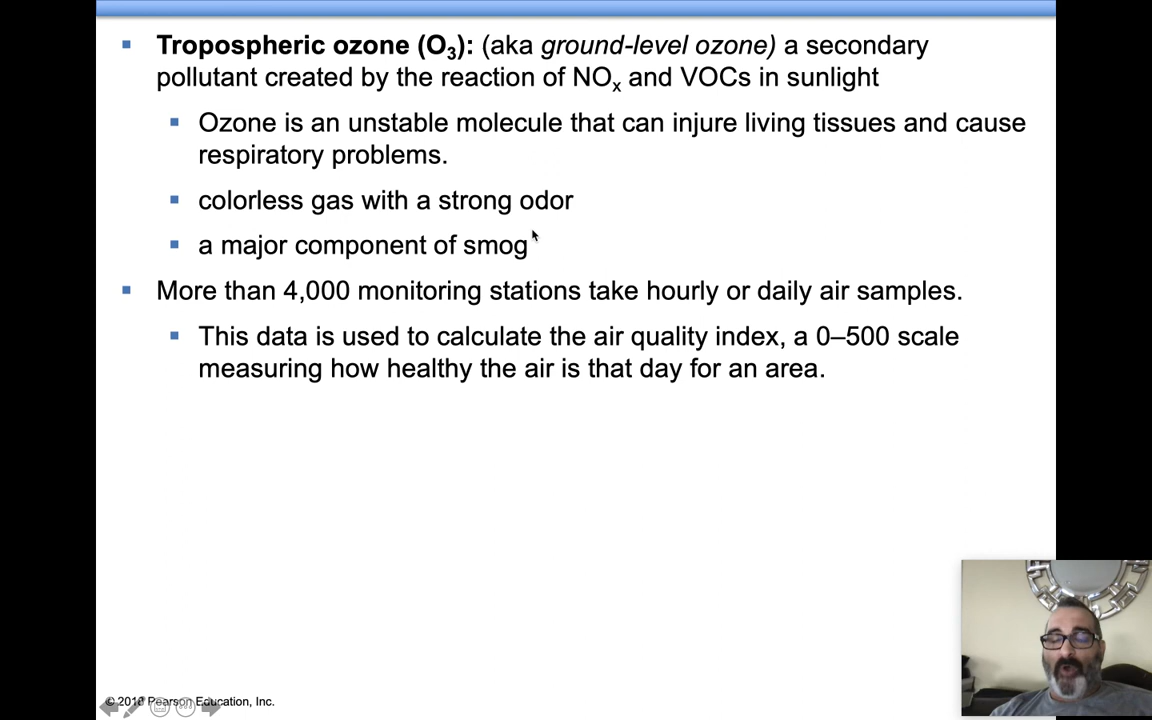 Tropospheric ozone (O3): (aka ground-level ozone) a secondary
pollutant created by the reaction of NOx and VOCs in sunlight
Ozone is an unstable molecule that can injure living tissues and cause
respiratory problems.
colorless gas with a strong odor
a major component of smog
More than 4,000 monitoring stations take hourly or daily air samples.
This data is used to calculate the air quality index, a 0–500 scale
measuring how healthy the air is that day for an area.
Pearson Education, Inc.